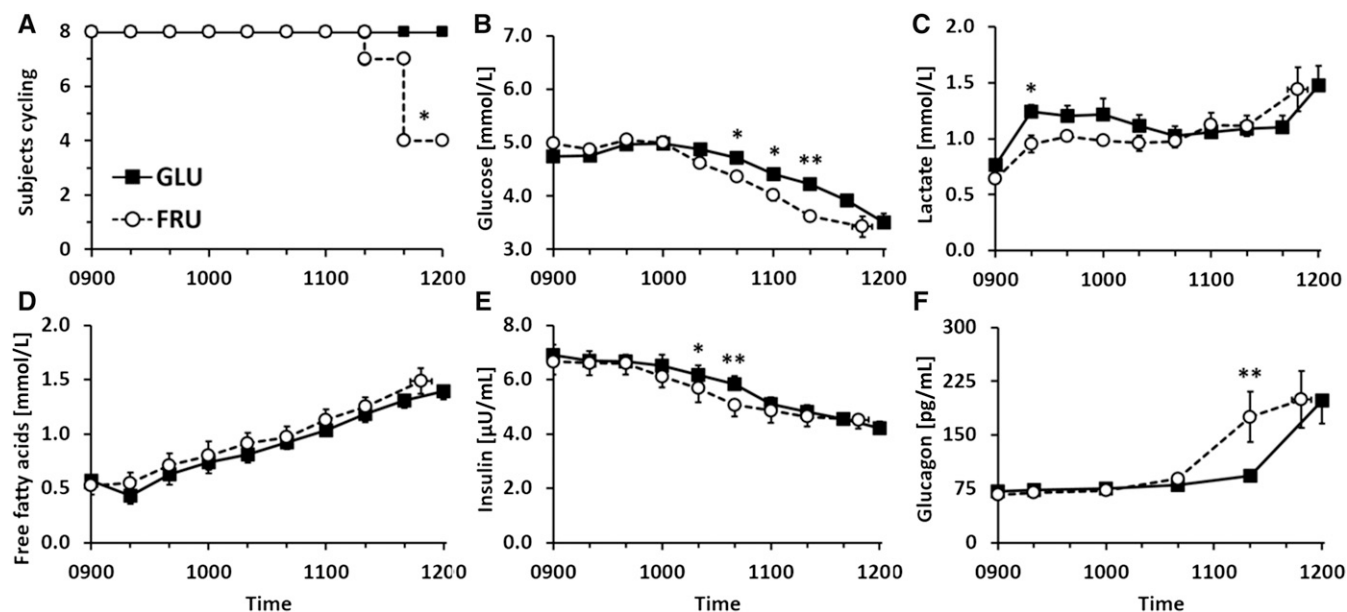 A
Subjects cycling
8
6
4
2
0
GLU
FRU
*
0900 1000 1100 1200
B
Glucose [mmol/L]
7.0
6.0
5.0
4.0
3.0
* * **
0900 1000 1100 1200
C
Lactate [mmol/L]
2.0
1.5
1.0
0.5
0.0
*
0900 1000 1100 1200
D
Free fatty acids [mmol/L]
2.0
1.5
1.0
0.5
0.0
0900 1000 1100 1200
Time
E
Insulin [µU/mL]
8.0
6.0
4.0
2.0
0.0
* **
0900 1000 1100 1200
Time
F
Glucagon [pg/mL]
300
225
150
75
0
**
0900 1000 1100 1200
Time